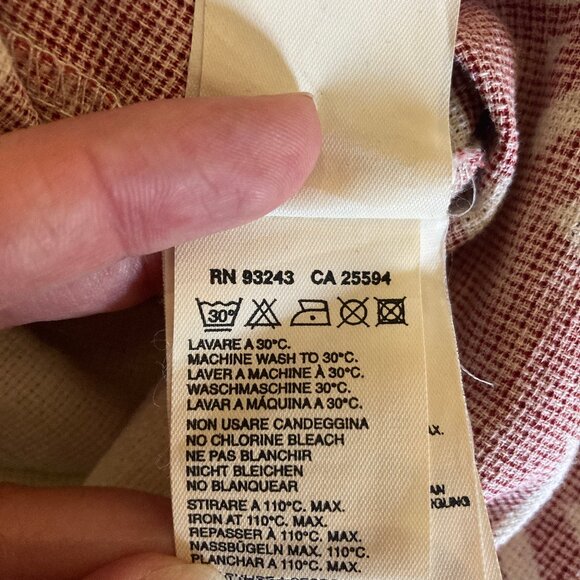 RN 93243 CA 25594
30°
LAVARE A 30°C.
MACHINE WASH TO 30°C.
LAVER A MACHINE À 30°C.
WASCHMASCHINE 30°C.
LAVAR A MÁQUINA A 30°C.
NON USARE CANDEGGINA
NO CHLORINE BLEACH
NE PAS BLANCHIR
NICHT BLEICHEN
NO BLANQUEAR
STIRARE A 110°C. MAX.
IRON AT 110°C. MAX.
REPASSER À 110°C. MAX.
NASSBÜGELN MAX. 110°C.
PLANCHAR A 110°C. MAX.